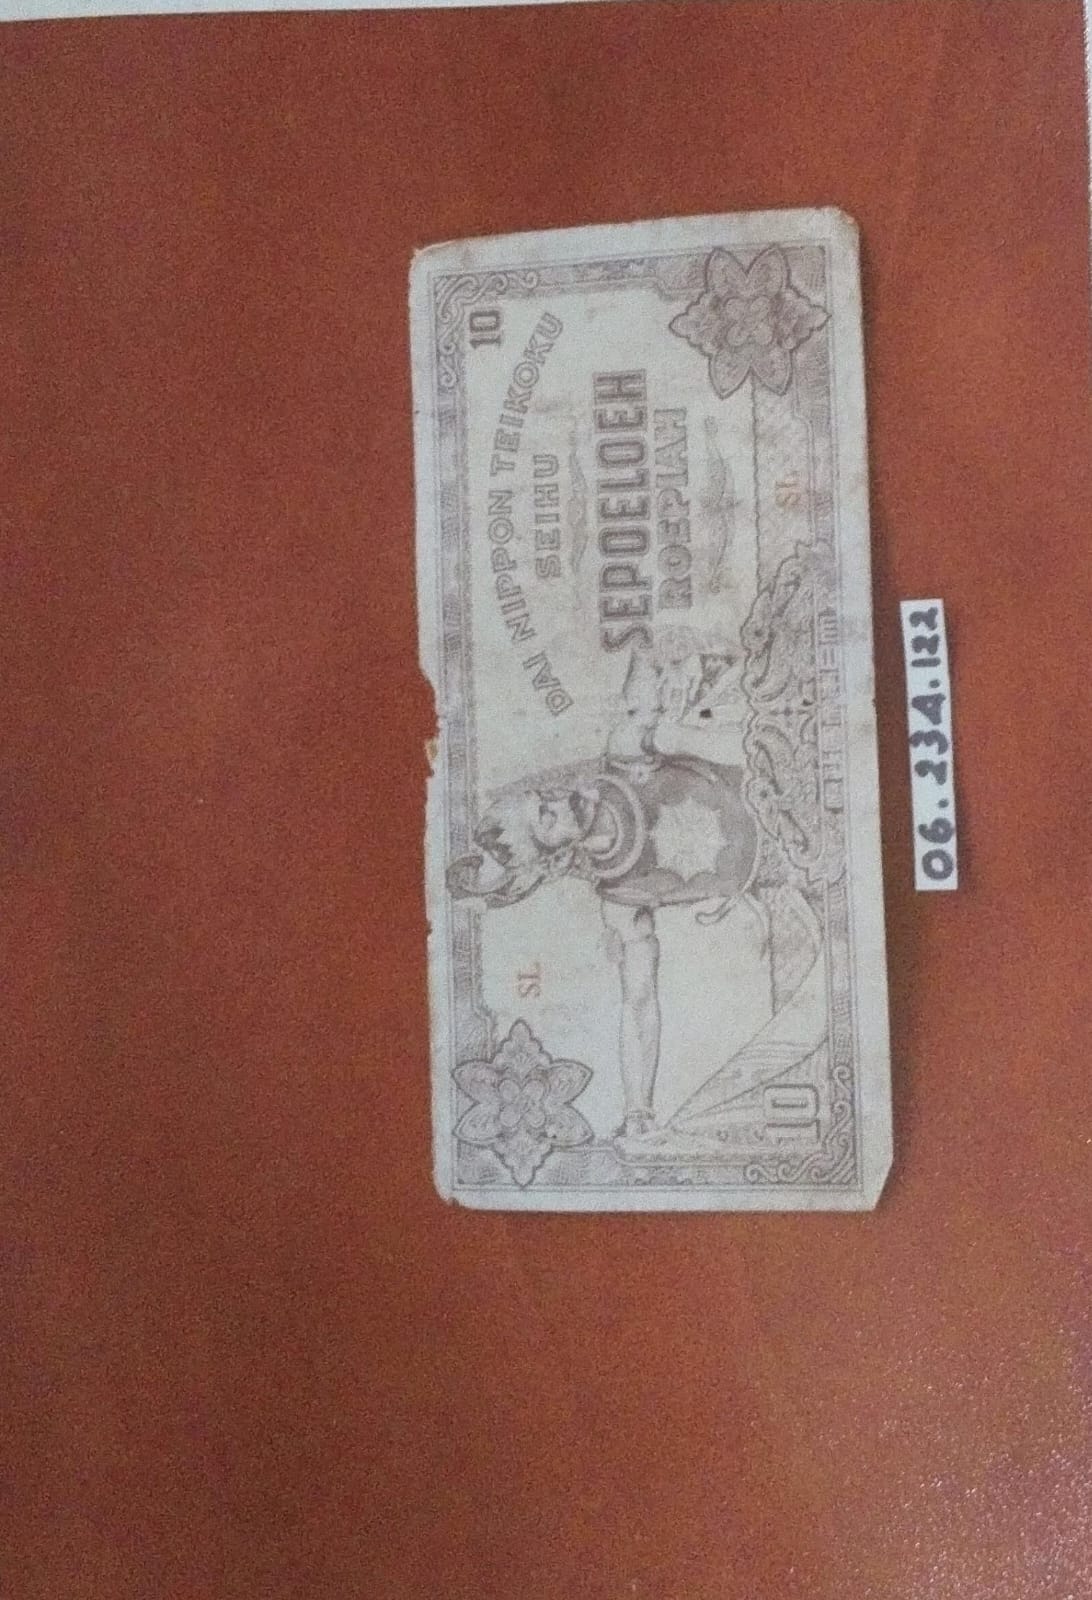 10
DAI NIPPON TEIKOKU
SEIHU
SEPOELOEH
ROEPIAH
SL
SL
10
06.234.122